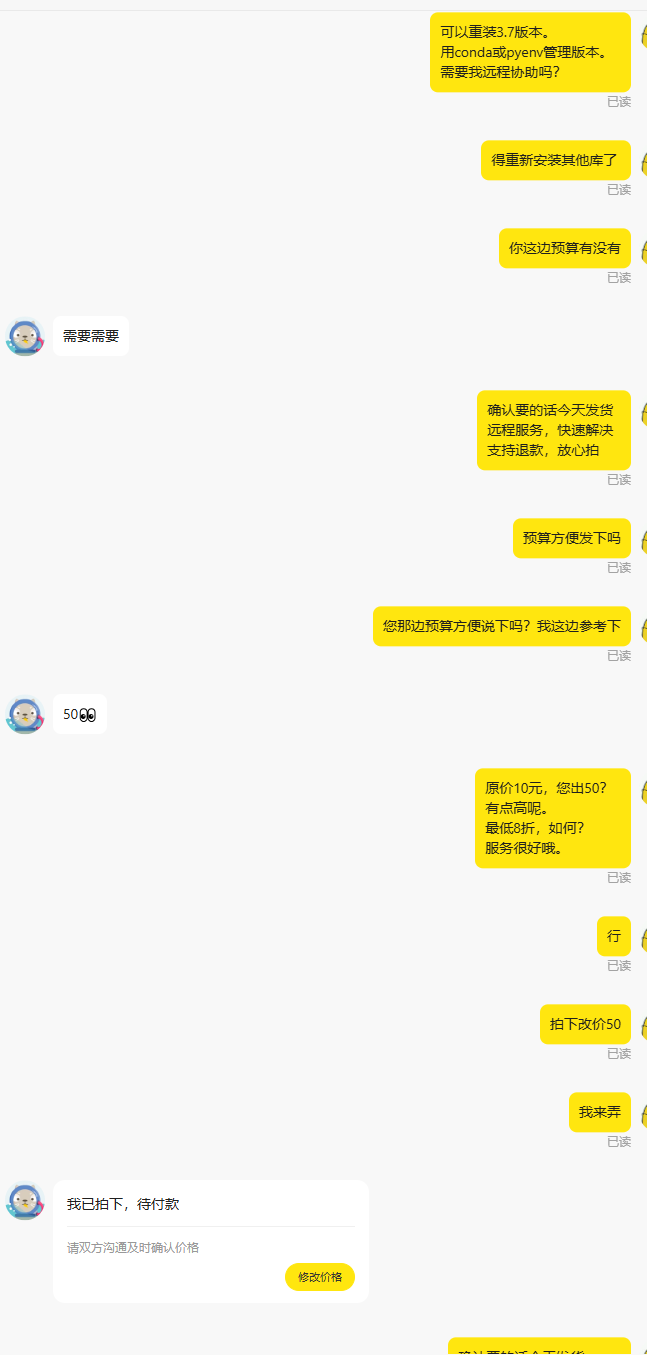 可以重装3.7版本。
用conda或pyenv管理版本。
需要我远程协助吗?
已读
得重新安装其他库了
已读
你这边预算有没有
已读
需要需要
确认要的话今天发货
远程服务，快速解决
支持退款，放心拍
已读
预算方便发下吗
已读
您那边预算方便说下吗？我这边参考下
已读
50👀
原价10元，您出50?
有点高呢。
最低8折，如何?
服务很好哦。
已读
行
已读
拍下改价50
已读
我来弄
已读
我已拍下，待付款
请双方沟通及时确认价格
修改价格